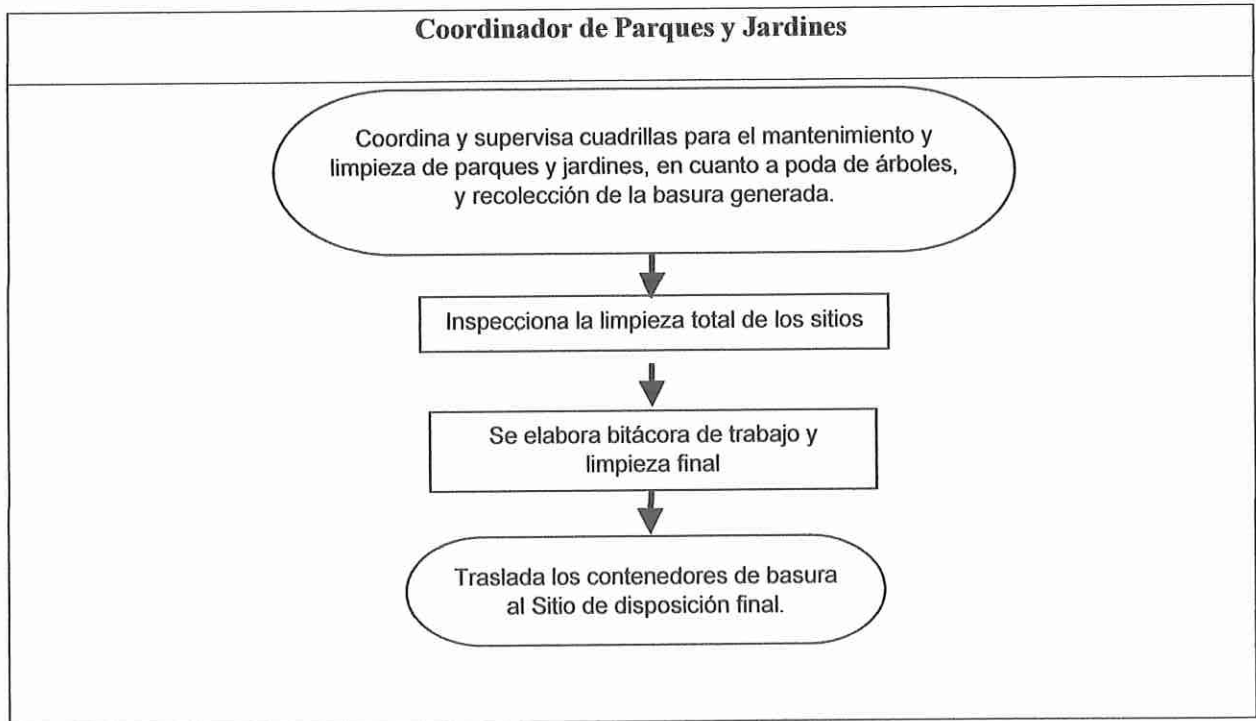 Coordinador de Parques y Jardines
Coordina y supervisa cuadrillas para el mantenimiento y
limpieza de parques y jardines, en cuanto a poda de árboles,
y recolección de la basura generada.
Inspecciona la limpieza total de los sitios
Se elabora bitácora de trabajo y
limpieza final
Traslada los contenedores de basura
al Sitio de disposición final.